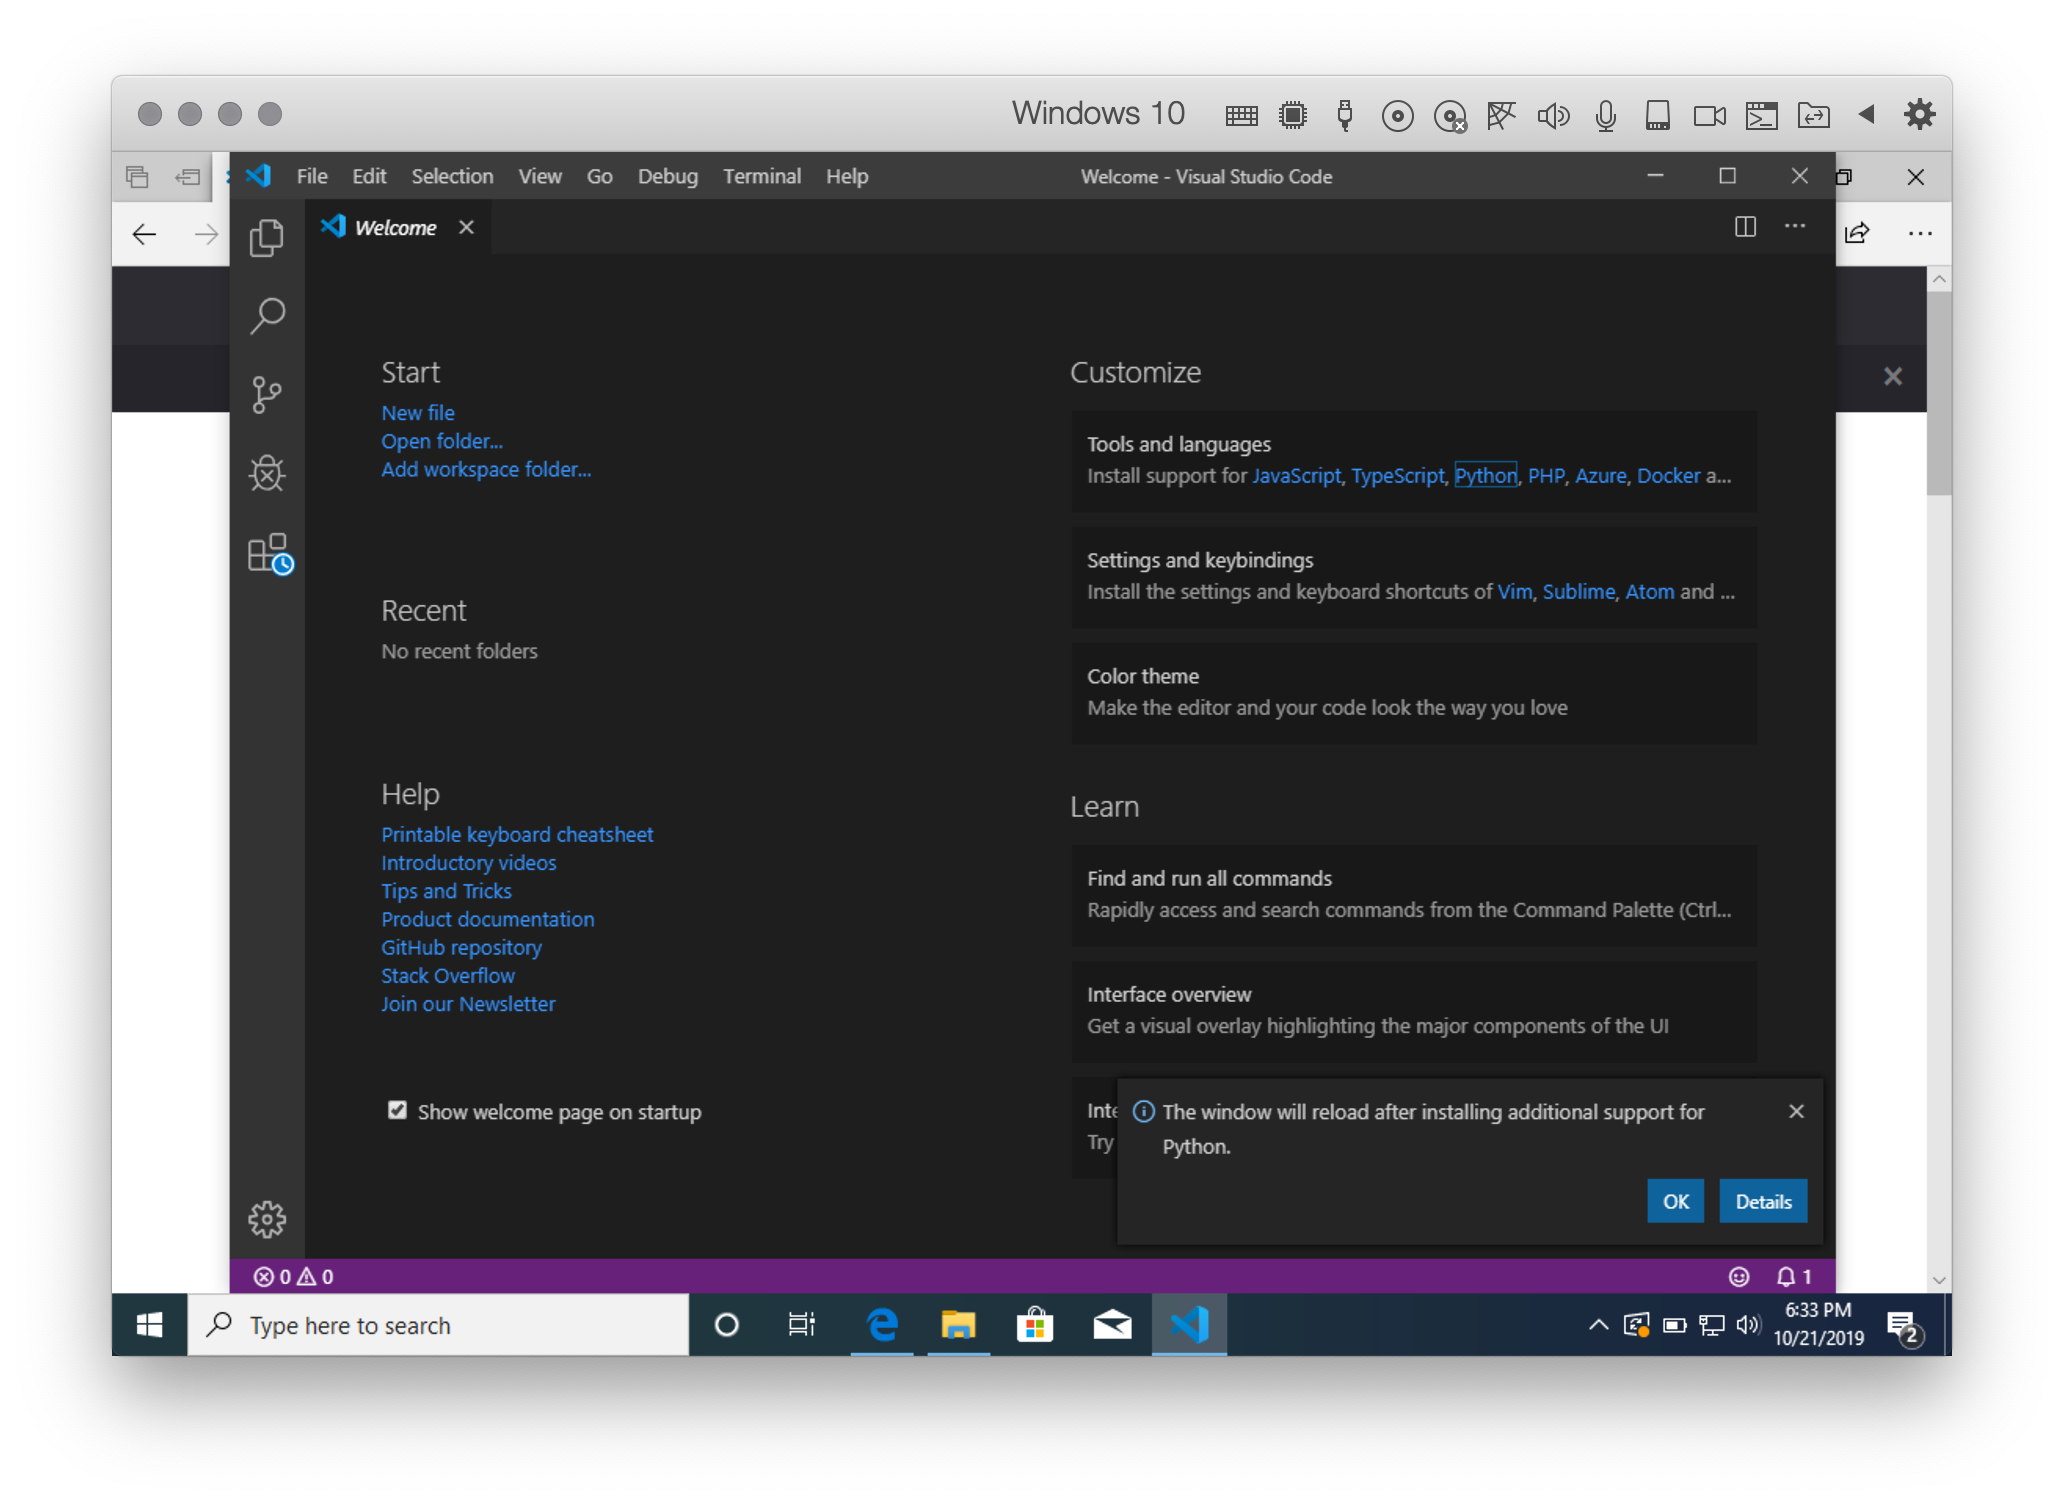 Windows 10
File Edit Selection View Go Debug Terminal Help
Welcome - Visual Studio Code
Welcome
Start
New file
Open folder...
Add workspace folder...
Recent
No recent folders
Help
Printable keyboard cheatsheet
Introductory videos
Tips and Tricks
Product documentation
GitHub repository
Stack Overflow
Join our Newsletter
Show welcome page on startup
Customize
Tools and languages
Install support for JavaScript, TypeScript, Python, PHP, Azure, Docker a...
Settings and keybindings
Install the settings and keyboard shortcuts of Vim, Sublime, Atom and ...
Color theme
Make the editor and your code look the way you love
Learn
Find and run all commands
Rapidly access and search commands from the Command Palette (Ctrl...
Interface overview
Get a visual overlay highlighting the major components of the UI
Inte
Try
The window will reload after installing additional support for
Python.
OK Details
0 0
1
Type here to search
6:33 PM
10/21/2019
2